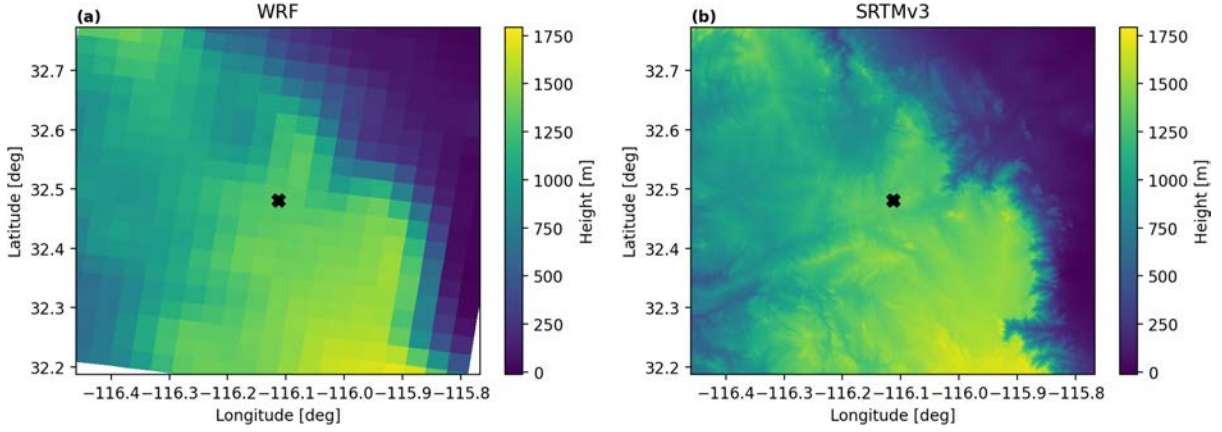 (a) WRF
32.7
32.6
32.5
32.4
32.3
32.2
Latitude [deg]
−116.4 −116.3 −116.2 −116.1 −116.0 −115.9 −115.8
Longitude [deg]
1750
1500
1250
1000
750
500
250
0
Height [m]
(b) SRTMv3
32.7
32.6
32.5
32.4
32.3
32.2
Latitude [deg]
−116.4 −116.3 −116.2 −116.1 −116.0 −115.9 −115.8
Longitude [deg]
1750
1500
1250
1000
750
500
250
0
Height [m]